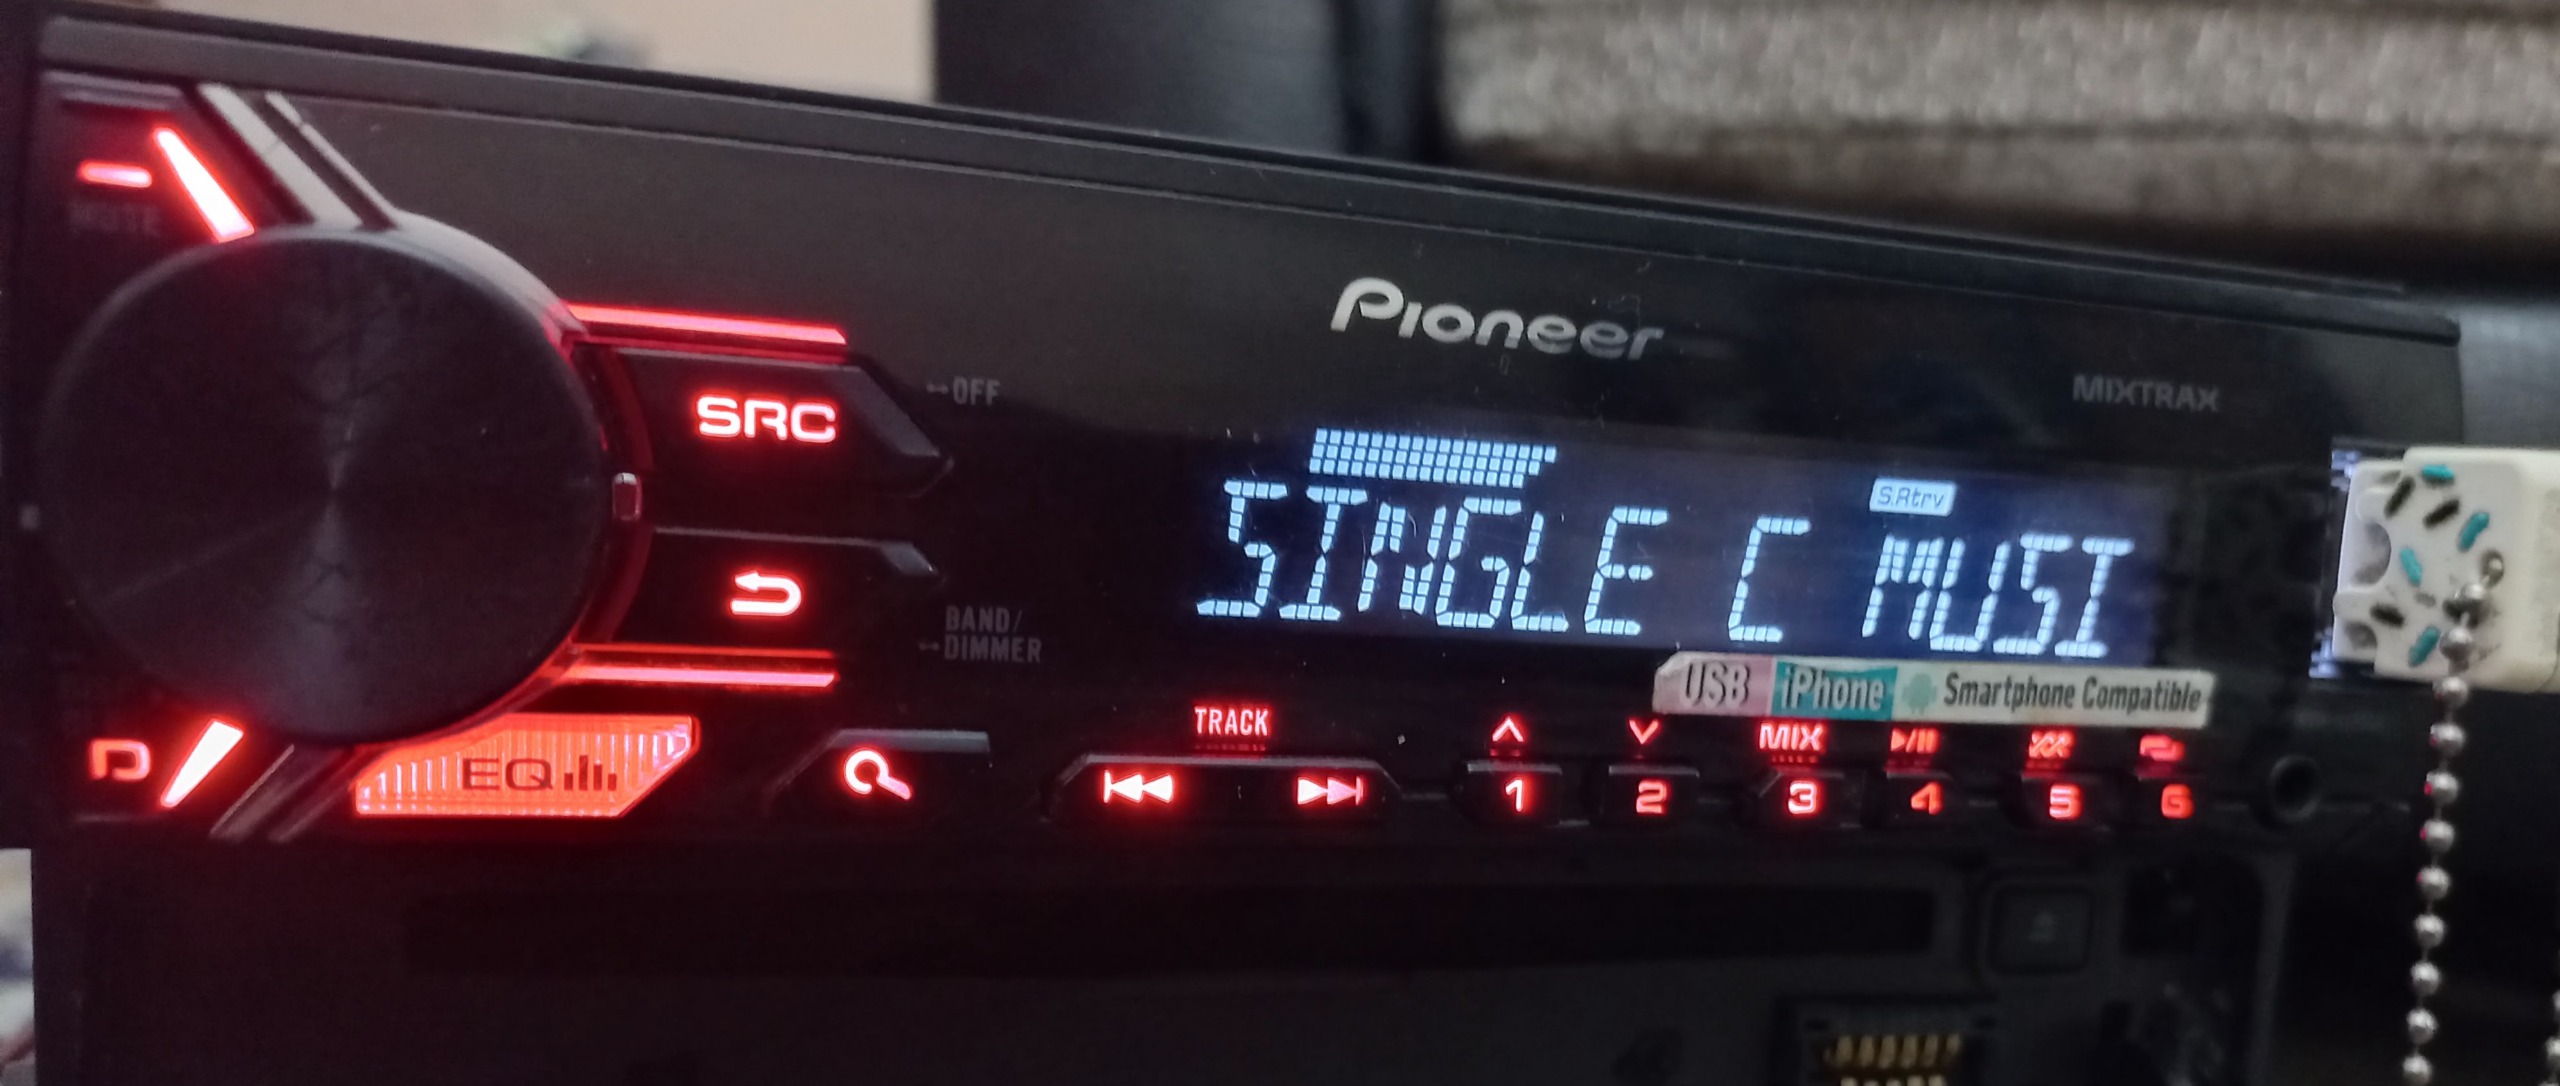 MUTE
Pioneer
MIXTRAX
SRC
OFF
S.Rtrv
SINGLE C MUSI
BAND/
DIMMER
USB iPhone Smartphone Compatible
TRACK
MIX
D
EQ
1 2 3 4 5 6